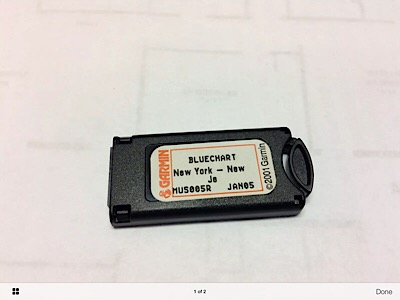 GARMIN
BLUECHART
New York – New
Je
MUS005R JAN05
©2001 Garmin
1 of 2
Done